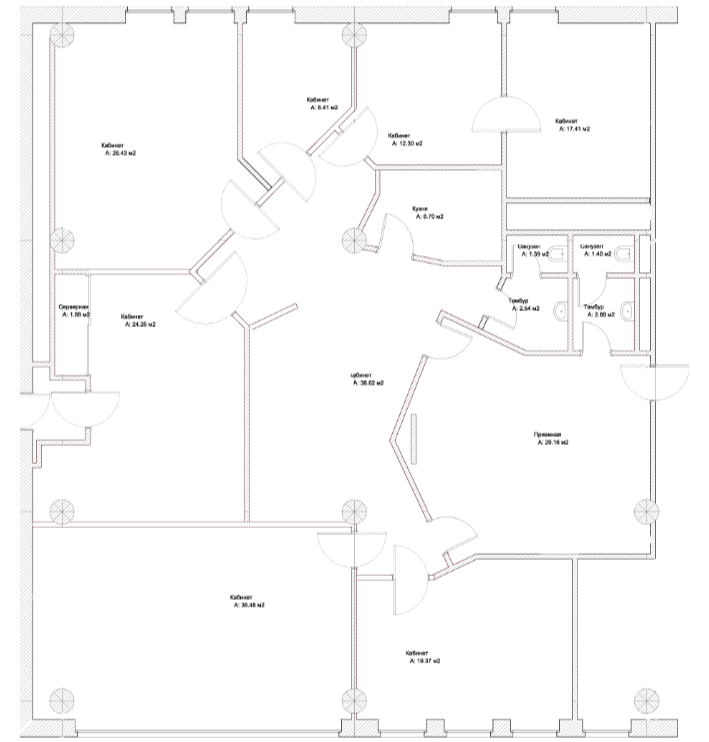 Кабинет
A: 8.41 м2
Кабинет
A: 17.41 м2
Кабинет
A: 12.30 м2
Кабинет
A: 26.43 м2
Кухня
A: 6.70 м2
Санузел
A: 1.39 м2
Санузел
A: 1.40 м2
Тамбур
A: 2.54 м2
Тамбур
A: 2.88 м2
Серверная
A: 1.88 м2
Кабинет
A: 24.25 м2
Кабинет
A: 38.62 м2
Приемная
A: 29.16 м2
Кабинет
A: 36.48 м2
Кабинет
A: 19.37 м2